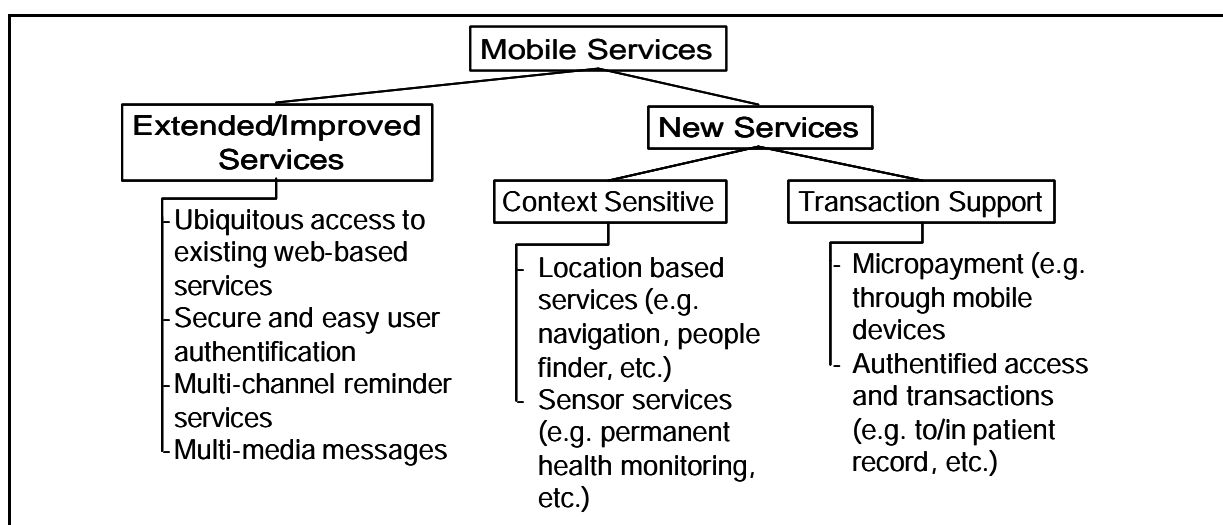 Mobile Services
Extended/Improved
Services
- Ubiquitous access to
existing web-based
services
- Secure and easy user
authentification
- Multi-channel reminder
services
- Multi-media messages
New Services
Context Sensitive
- Location based
services (e.g.
navigation, people
finder, etc.)
- Sensor services
(e.g. permanent
health monitoring,
etc.)
Transaction Support
- Micropayment (e.g.
through mobile
devices
- Authentified access
and transactions
(e.g. to/in patient
record, etc.)